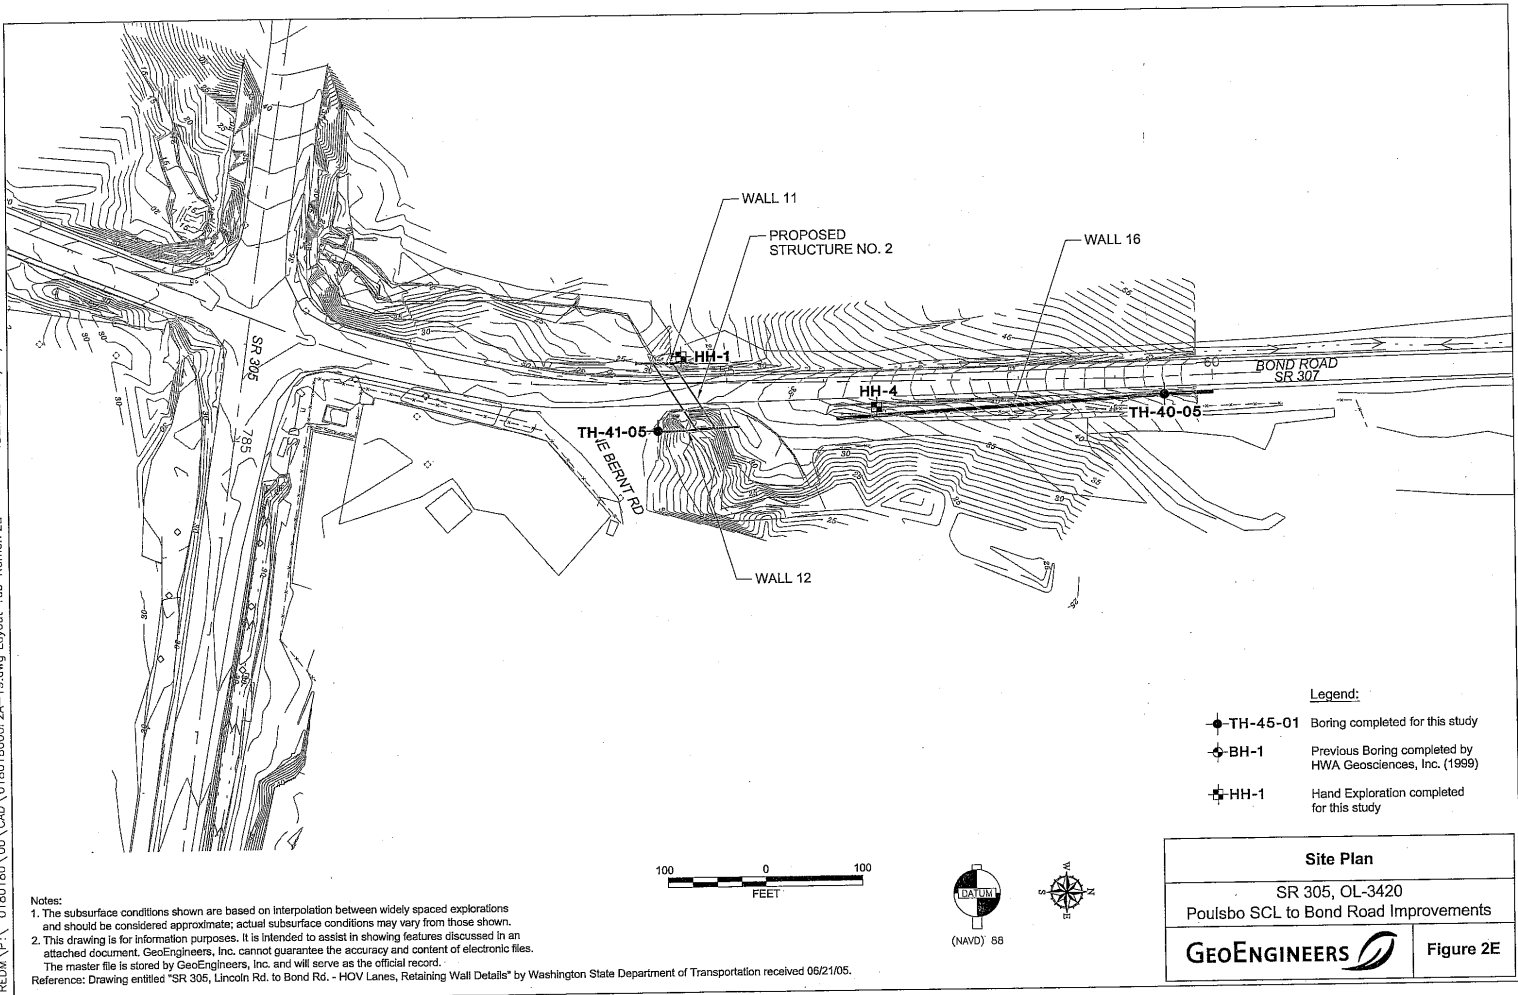 WALL 11
PROPOSED
STRUCTURE NO. 2
WALL 16
SR 305
HH-1
BOND ROAD
SR 307
HH-4
TH-40-05
TH-41-05
NE BERNT RD
785
60
WALL 12
Legend:
TH-45-01 Boring completed for this study
BH-1 Previous Boring completed by
HWA Geosciences, Inc. (1999)
HH-1 Hand Exploration completed
for this study
100 0 100
FEET
DATUM
(NAVD) 88
W
S N
E
Site Plan
SR 305, OL-3420
Poulsbo SCL to Bond Road Improvements
GEOENGINEERS
Figure 2E
Notes:
1. The subsurface conditions shown are based on interpolation between widely spaced explorations
and should be considered approximate; actual subsurface conditions may vary from those shown.
2. This drawing is for information purposes. It is intended to assist in showing features discussed in an
attached document. GeoEngineers, Inc. cannot guarantee the accuracy and content of electronic files.
The master file is stored by GeoEngineers, Inc. and will serve as the official record.
Reference: Drawing entitled "SR 305, Lincoln Rd. to Bond Rd. - HOV Lanes, Retaining Wall Details" by Washington State Department of Transportation received 06/21/05.